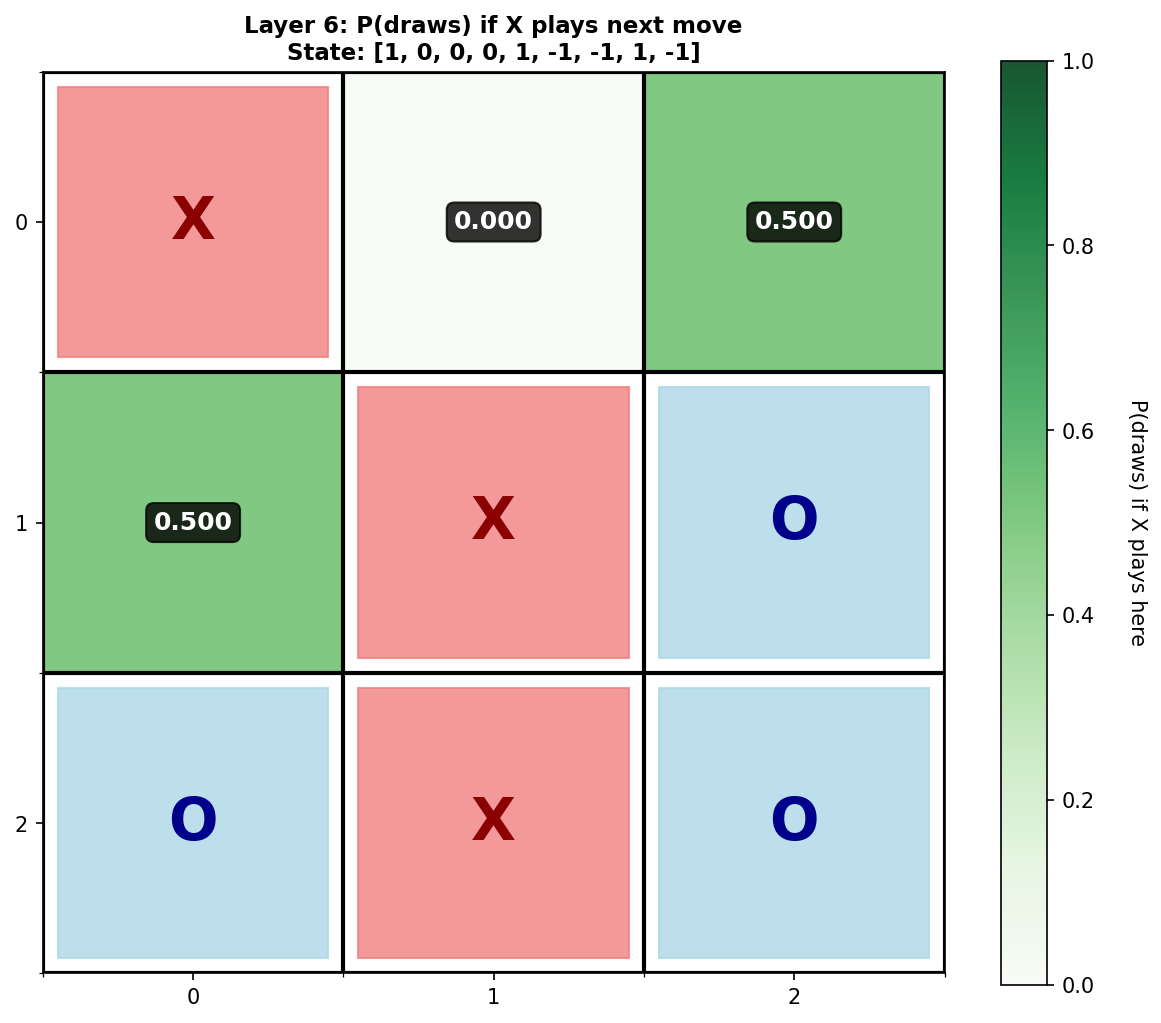 Layer 6: P(draws) if X plays next move
State: [1, 0, 0, 0, 1, -1, -1, 1, -1]
0
X
0.000
0.500
1
0.500
X
O
2
O
X
O
0
1
2
1.0
0.8
0.6
0.4
0.2
0.0
P(draws) if X plays here